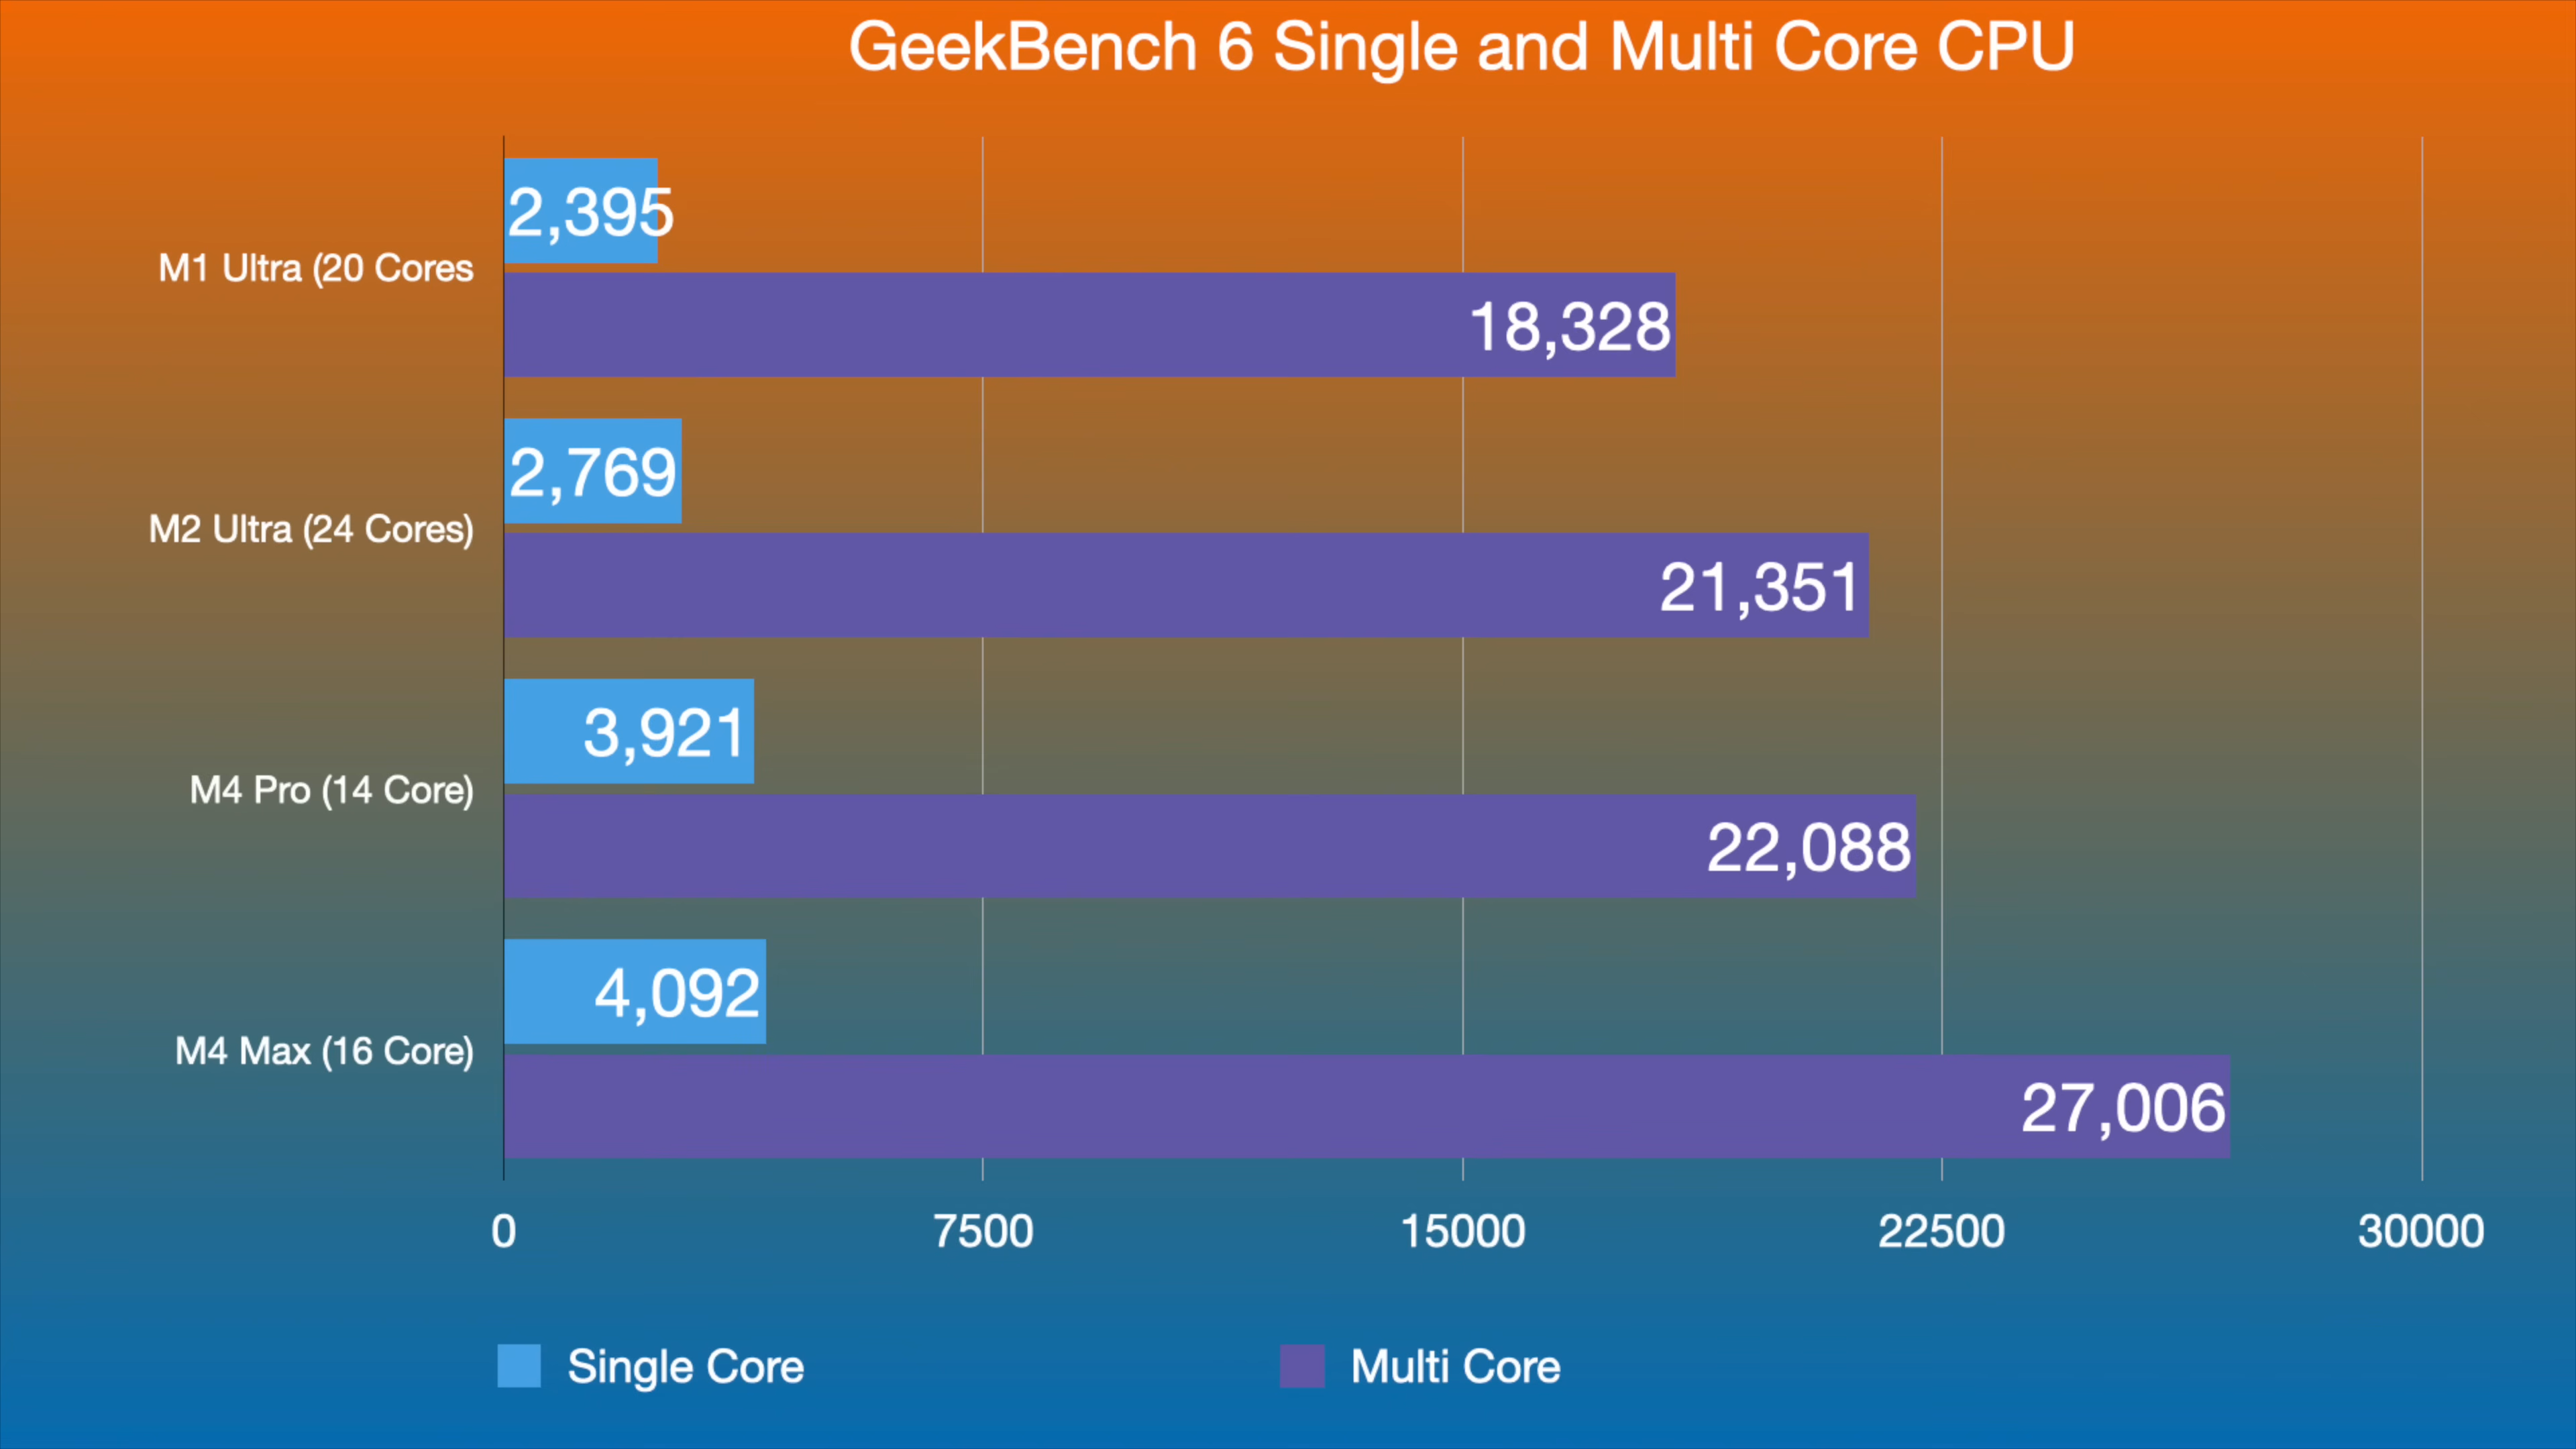 GeekBench 6 Single and Multi Core CPU
2,395
M1 Ultra (20 Cores
18,328
2,769
M2 Ultra (24 Cores)
21,351
3,921
M4 Pro (14 Core)
22,088
4,092
M4 Max (16 Core)
27,006
0 7500 15000 22500 30000
Single Core Multi Core